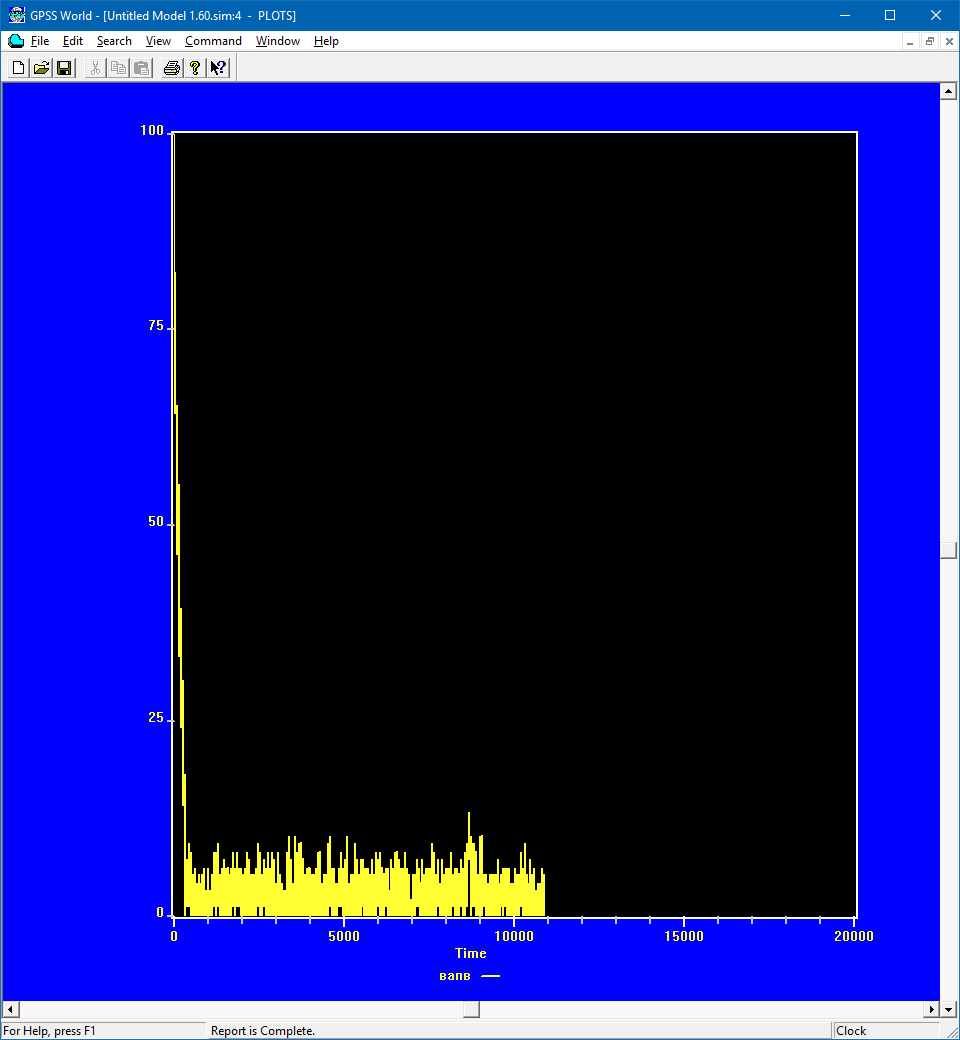 GPSS World - [Untitled Model 1.60.sim:4 - PLOTS]
File Edit Search View Command Window Help
100
75
50
25
0
0 5000 10000 15000 20000
Time
вапв
For Help, press F1 Report is Complete. Clock